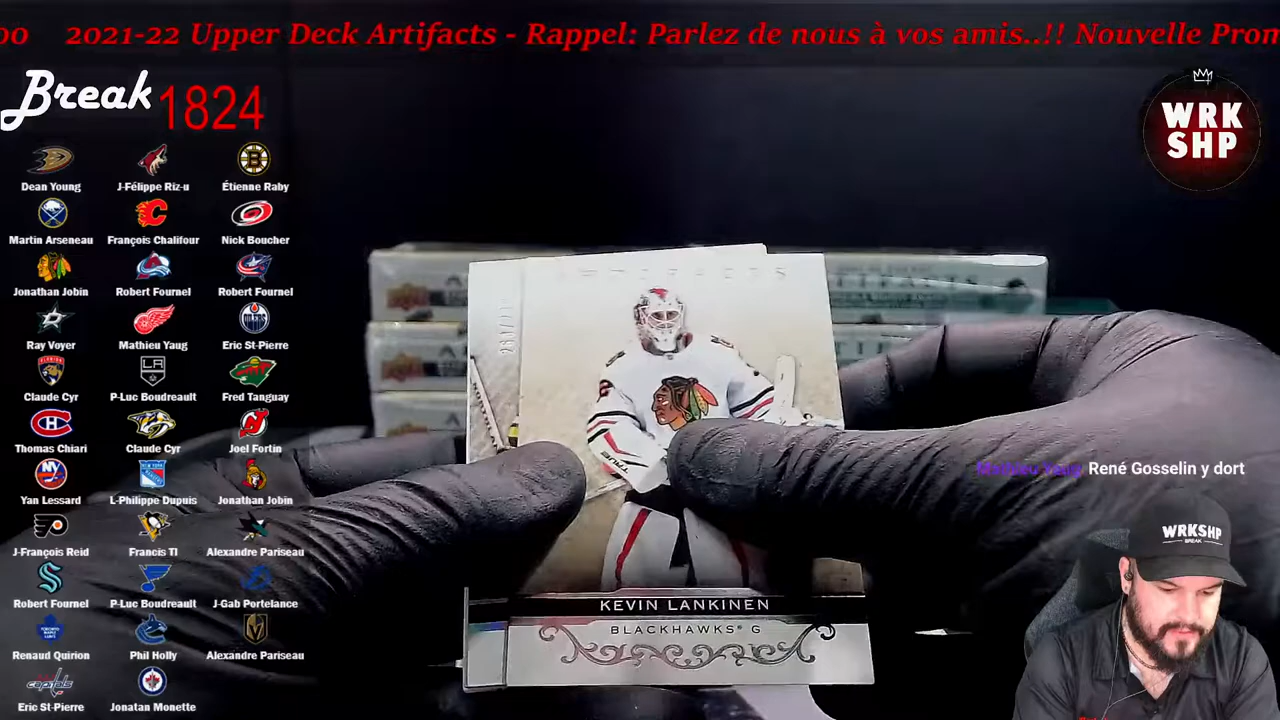 00 2021-22 Upper Deck Artifacts - Rappel: Parlez de nous à vos amis..!! Nouvelle Prom
Break 1824
WRK
SHP
Dean Young J-Félippe Riz-u Étienne Raby
Martin Arseneau François Chalifour Nick Boucher
Jonathan Jobin Robert Fournel Robert Fournel
Ray Voyer Mathieu Yaug Eric St-Pierre
Claude Cyr P-Luc Boudreault Fred Tanguay
Thomas Chiari Claude Cyr Joel Fortin
Yan Lessard L-Philippe Dupuis Jonathan Jobin
J-François Reid Francis Tl Alexandre Pariseau
Robert Fournel P-Luc Boudreault J-Gab Portelance
Renaud Quirion Phil Holly Alexandre Pariseau
Eric St-Pierre Jonatan Monette
KEVIN LANKINEN
BLACKHAWKS® G
Mathieu Yaug René Gosselin y dort
WRKSHP
BREAK